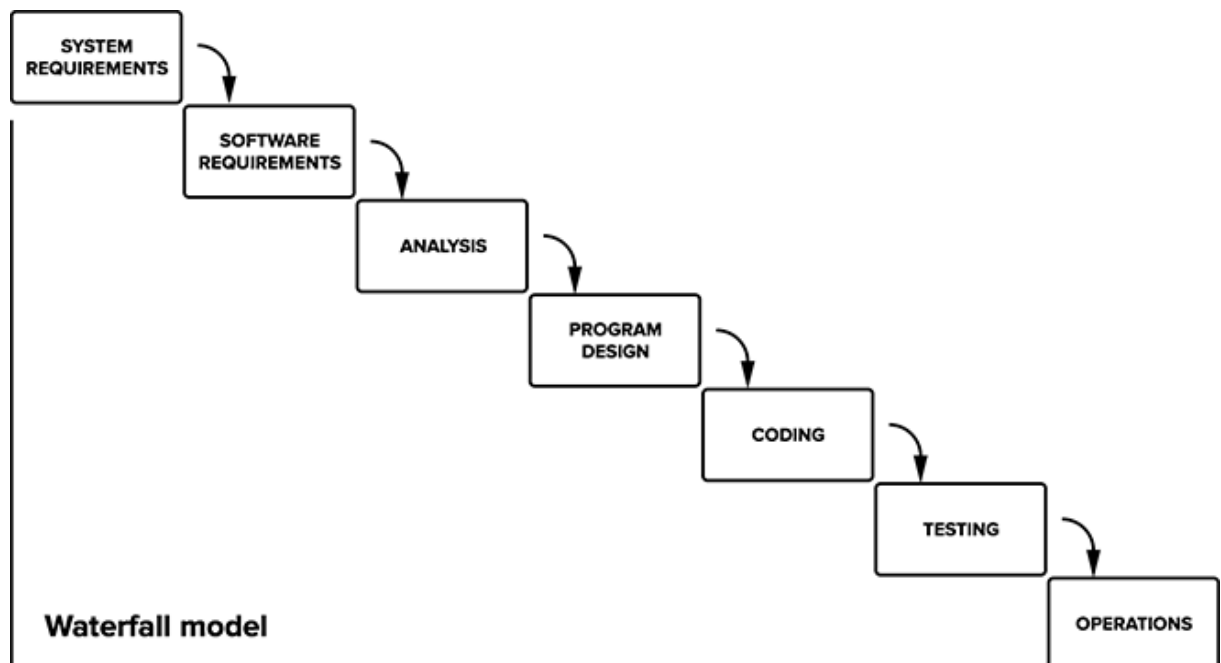 SYSTEM
REQUIREMENTS
SOFTWARE
REQUIREMENTS
ANALYSIS
PROGRAM
DESIGN
CODING
TESTING
OPERATIONS
Waterfall model